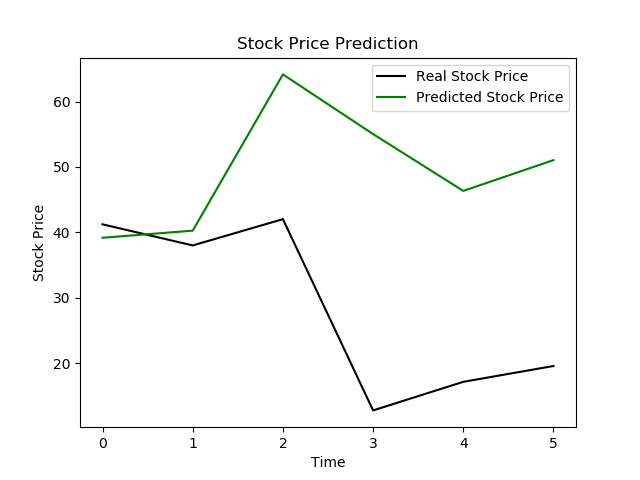 Stock Price Prediction
Real Stock Price
Predicted Stock Price
Stock Price
60
50
40
30
20
0 1 2 3 4 5
Time